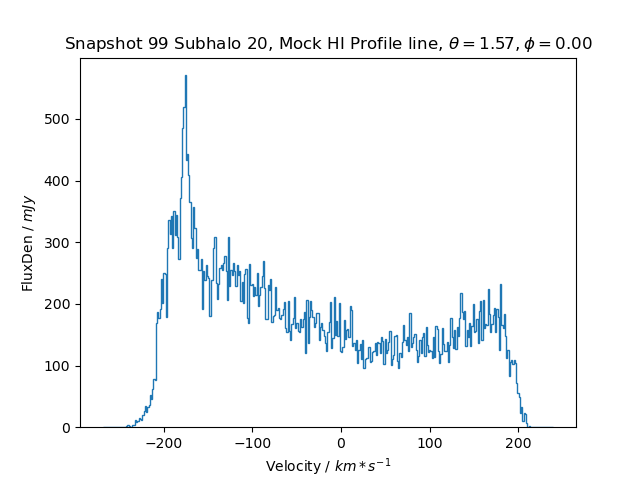 Snapshot 99 Subhalo 20, Mock HI Profile line, θ = 1.57, ϕ = 0.00
FluxDen / mJy
500
400
300
200
100
0
−200 −100 0 100 200
Velocity / km * s⁻¹